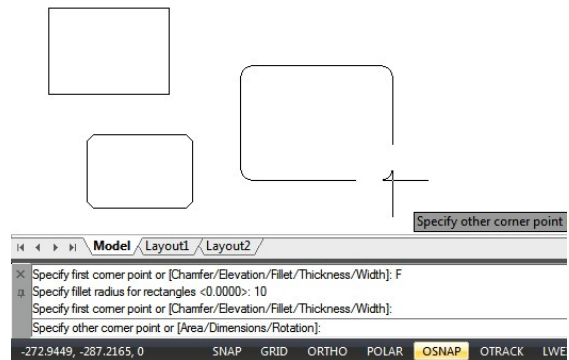 Specify other corner point
Model Layout1 Layout2
Specify first corner point or [Chamfer/Elevation/Fillet/Thickness/Width]: F
Specify fillet radius for rectangles <0.0000>: 10
Specify first corner point or [Chamfer/Elevation/Fillet/Thickness/Width]:
Specify other corner point or [Area/Dimensions/Rotation]:
-272.9449, -287.2165, 0 SNAP GRID ORTHO POLAR OSNAP OTRACK LWE